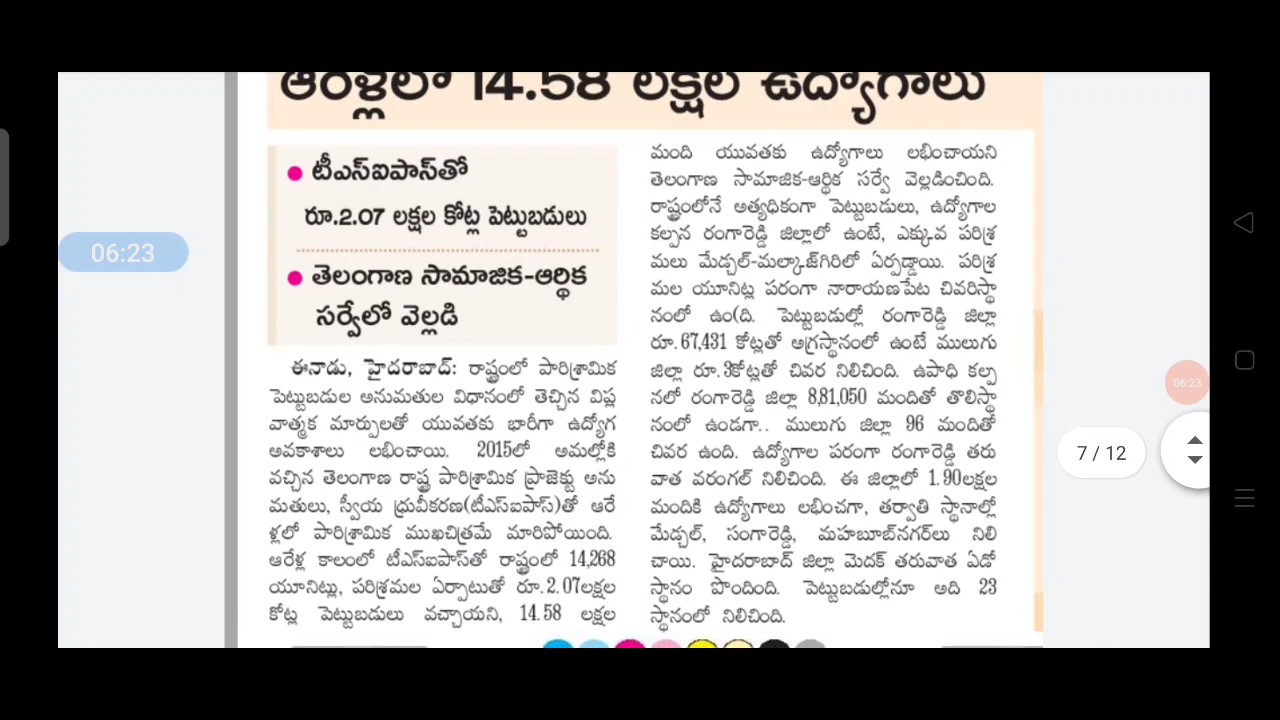 ఆరేళ్లలో 14.58 లక్షల ఉద్యోగాలు
టీఎస్ఐపాస్‌తో
రూ.2.07 లక్షల కోట్ల పెట్టుబడులు
తెలంగాణ సామాజిక-ఆర్థిక
సర్వేలో వెల్లడి
ఈనాడు, హైదరాబాద్: రాష్ట్రంలో పారిశ్రామిక
పెట్టుబడుల అనుమతుల విధానంలో తెచ్చిన విప్ల
వాత్మక మార్పులతో యువతకు భారీగా ఉద్యోగ
అవకాశాలు లభించాయి. 2015లో అమల్లోకి
వచ్చిన తెలంగాణ రాష్ట్ర పారిశ్రామిక ప్రాజెక్టు అను
మతులు, స్వీయ ధ్రువీకరణ(టీఎస్ఐపాస్)తో ఆరే
ళ్లలో పారిశ్రామిక ముఖచిత్రమే మారిపోయింది.
ఆరేళ్ల కాలంలో టీఎస్ఐపాస్‌తో రాష్ట్రంలో 14,268
యూనిట్లు, పరిశ్రమల ఏర్పాటుతో రూ.2.07లక్షల
కోట్ల పెట్టుబడులు వచ్చాయని, 14.58 లక్షల
మంది యువతకు ఉద్యోగాలు లభించాయని
తెలంగాణ సామాజిక-ఆర్థిక సర్వే వెల్లడించింది.
రాష్ట్రంలోనే అత్యధికంగా పెట్టుబడులు, ఉద్యోగాల
కల్పన రంగారెడ్డి జిల్లాలో ఉంటే, ఎక్కువ పరిశ్ర
మలు మేడ్చల్-మల్కాజ్‌గిరిలో ఏర్పడ్డాయి. పరిశ్ర
మల యూనిట్ల పరంగా నారాయణపేట చివరిస్థా
నంలో ఉం(ది. పెట్టుబడుల్లో రంగారెడ్డి జిల్లా
రూ.67,431 కోట్లతో అగ్రస్థానంలో ఉంటే ములుగు
జిల్లా రూ.3కోట్లతో చివర నిలిచింది. ఉపాధి కల్ప
నలో రంగారెడ్డి జిల్లా 8,81,050 మందితో తొలిస్థా
నంలో ఉండగా.. ములుగు జిల్లా 96 మందితో
చివర ఉంది. ఉద్యోగాల పరంగా రంగారెడ్డి తరు
వాత వరంగల్ నిలిచింది. ఈ జిల్లాలో 1.90లక్షల
మందికి ఉద్యోగాలు లభించగా, తర్వాతి స్థానాల్లో
మేడ్చల్, సంగారెడ్డి, మహబూబ్‌నగర్‌లు నిలి
చాయి. హైదరాబాద్ జిల్లా మెదక్ తరువాత ఏడో
స్థానం పొందింది. పెట్టుబడుల్లోనూ అది 23
స్థానంలో నిలిచింది.
06:23
06:23
7 / 12